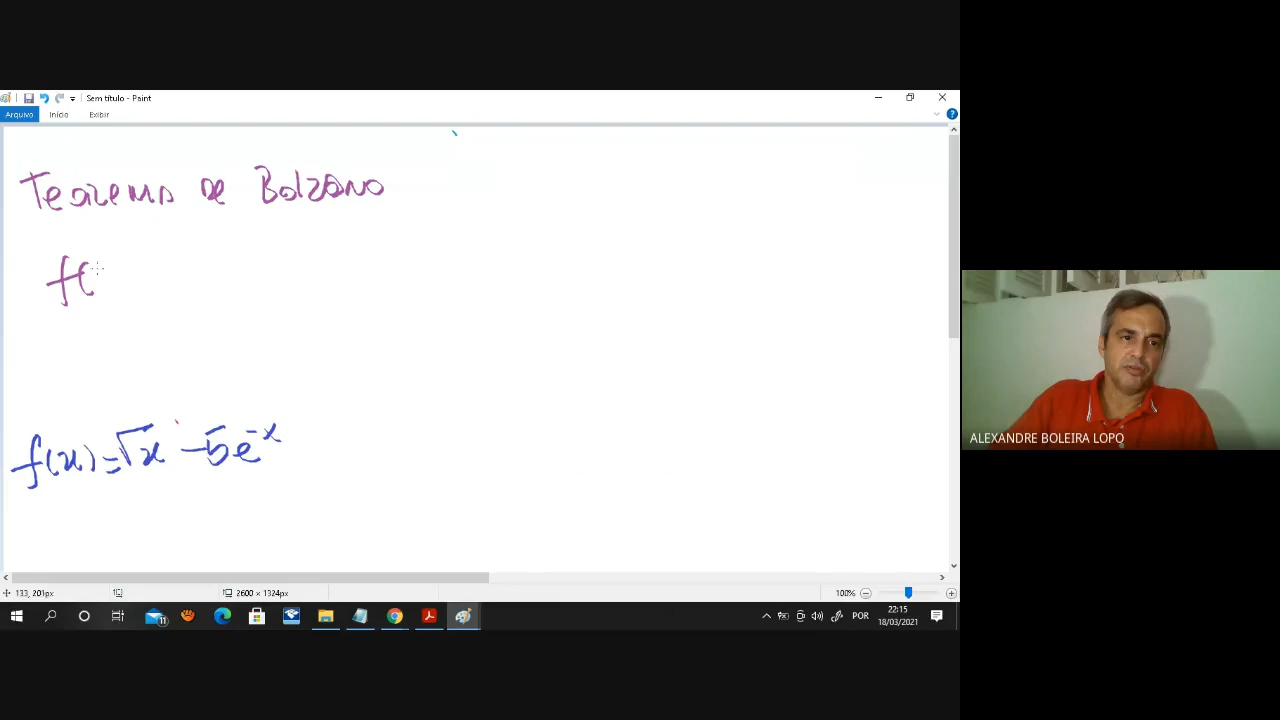 Sem título - Paint
Arquivo Início Exibir
Teorema de Bolzano
f(
f(x)=√x -5e^-x
ALEXANDRE BOLEIRA LOPO
133, 201px 2600 × 1324px 100%
11 POR 22:15
18/03/2021